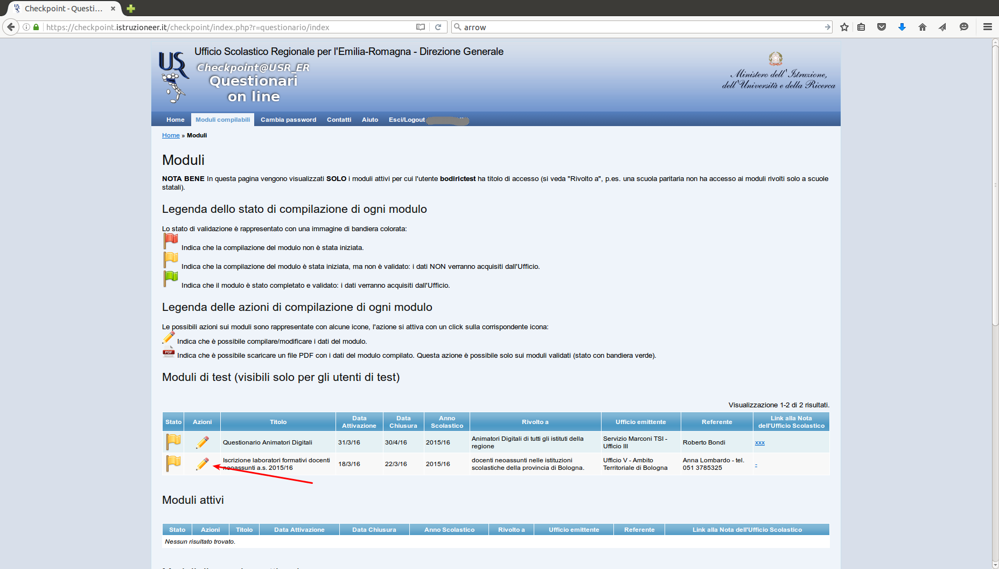 Checkpoint - Questi...
https://checkpoint.istruzioneer.it/checkpoint/index.php?r=questionario/index
arrow
Ufficio Scolastico Regionale per l'Emilia-Romagna - Direzione Generale
US
R
Checkpoint@USR_ER
Questionari
on line
Ministero dell'Istruzione,
dell'Università e della Ricerca
Home
Moduli compilabili
Cambia password
Contatti
Aiuto
Esci/Logout
Home » Moduli
Moduli
NOTA BENE In questa pagina vengono visualizzati SOLO i moduli attivi per cui l'utente bodirictest ha titolo di accesso (si veda "Rivolto a", p.es. una scuola paritaria non ha accesso ai moduli rivolti solo a scuole
statali).
Legenda dello stato di compilazione di ogni modulo
Lo stato di validazione è rappresentato con una immagine di bandiera colorata:
Indica che la compilazione del modulo non è stata iniziata.
Indica che la compilazione del modulo è stata iniziata, ma non è validato: i dati NON verranno acquisiti dall'Ufficio.
Indica che il modulo è stato completato e validato: i dati verranno acquisiti dall'Ufficio.
Legenda delle azioni di compilazione di ogni modulo
Le possibili azioni sui moduli sono rappresentate con alcune icone, l'azione si attiva con un click sulla corrispondente icona:
Indica che è possibile compilare/modificare i dati del modulo.
PDF Indica che è possibile scaricare un file PDF con i dati del modulo compilato. Questa azione è possibile solo sui moduli validati (stato con bandiera verde).
Moduli di test (visibili solo per gli utenti di test)
Visualizzazione 1-2 di 2 risultati.
Stato
Azioni
Titolo
Data
Attivazione
Data
Chiusura
Anno
Scolastico
Rivolto a
Ufficio emittente
Referente
Link alla Nota
dell'Ufficio Scolastico
Questionario Animatori Digitali
31/3/16
30/4/16
2015/16
Animatori Digitali di tutti gli istituti della
regione
Servizio Marconi TSI -
Ufficio III
Roberto Bondi
xxx
Iscrizione laboratori formativi docenti
neoassunti a.s. 2015/16
18/3/16
22/3/16
2015/16
docenti neoassunti nelle istituzioni
scolastiche della provincia di Bologna.
Ufficio V - Ambito
Territoriale di Bologna
Anna Lombardo - tel.
051 3785325
-
Moduli attivi
Stato
Azioni
Titolo
Data Attivazione
Data Chiusura
Anno Scolastico
Rivolto a
Ufficio emittente
Referente
Link alla Nota dell'Ufficio Scolastico
Nessun risultato trovato.